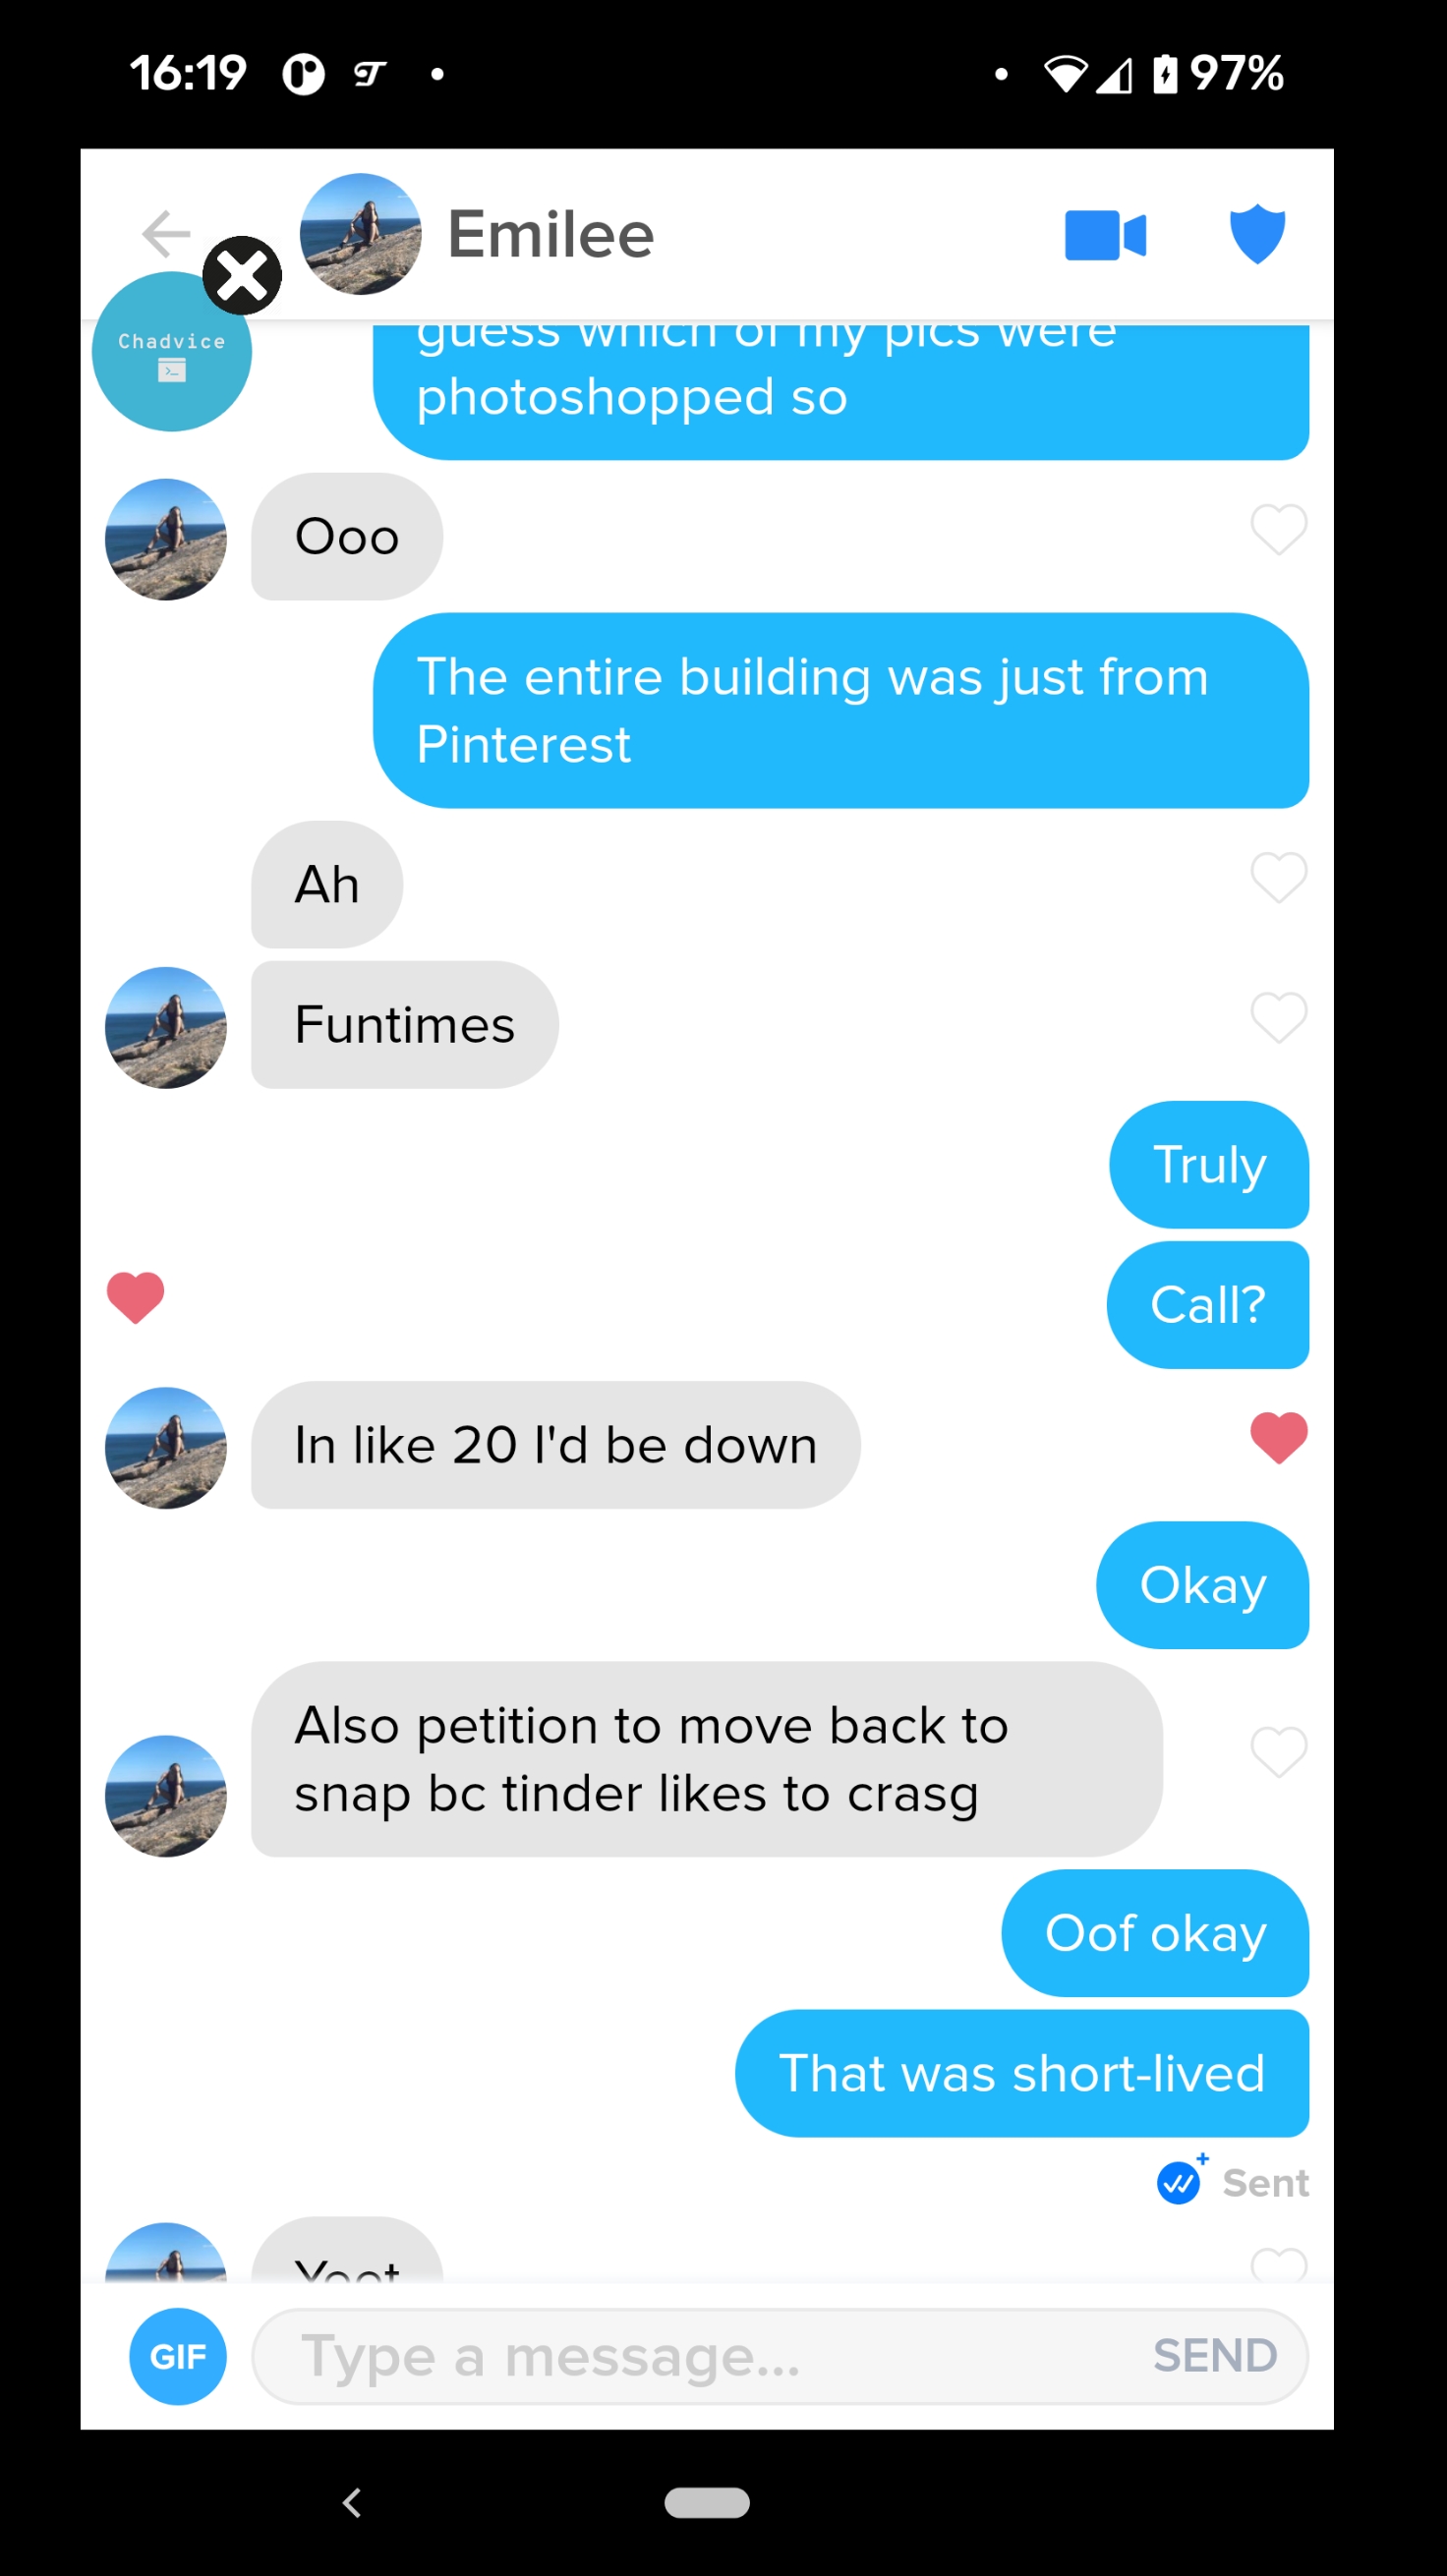 16:19
97%
Emilee
Chadvice
guess which of my pics were
photoshopped so
Ooo
The entire building was just from
Pinterest
Ah
Funtimes
Truly
Call?
In like 20 I'd be down
Okay
Also petition to move back to
snap bc tinder likes to crasg
Oof okay
That was short-lived
Sent
Yeet
GIF
Type a message...
SEND